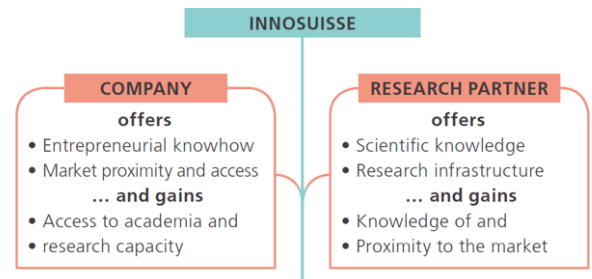 INNOSUISSE
COMPANY
offers
• Entrepreneurial knowhow
• Market proximity and access
... and gains
• Access to academia and
• research capacity
RESEARCH PARTNER
offers
• Scientific knowledge
• Research infrastructure
... and gains
• Knowledge of and
• Proximity to the market